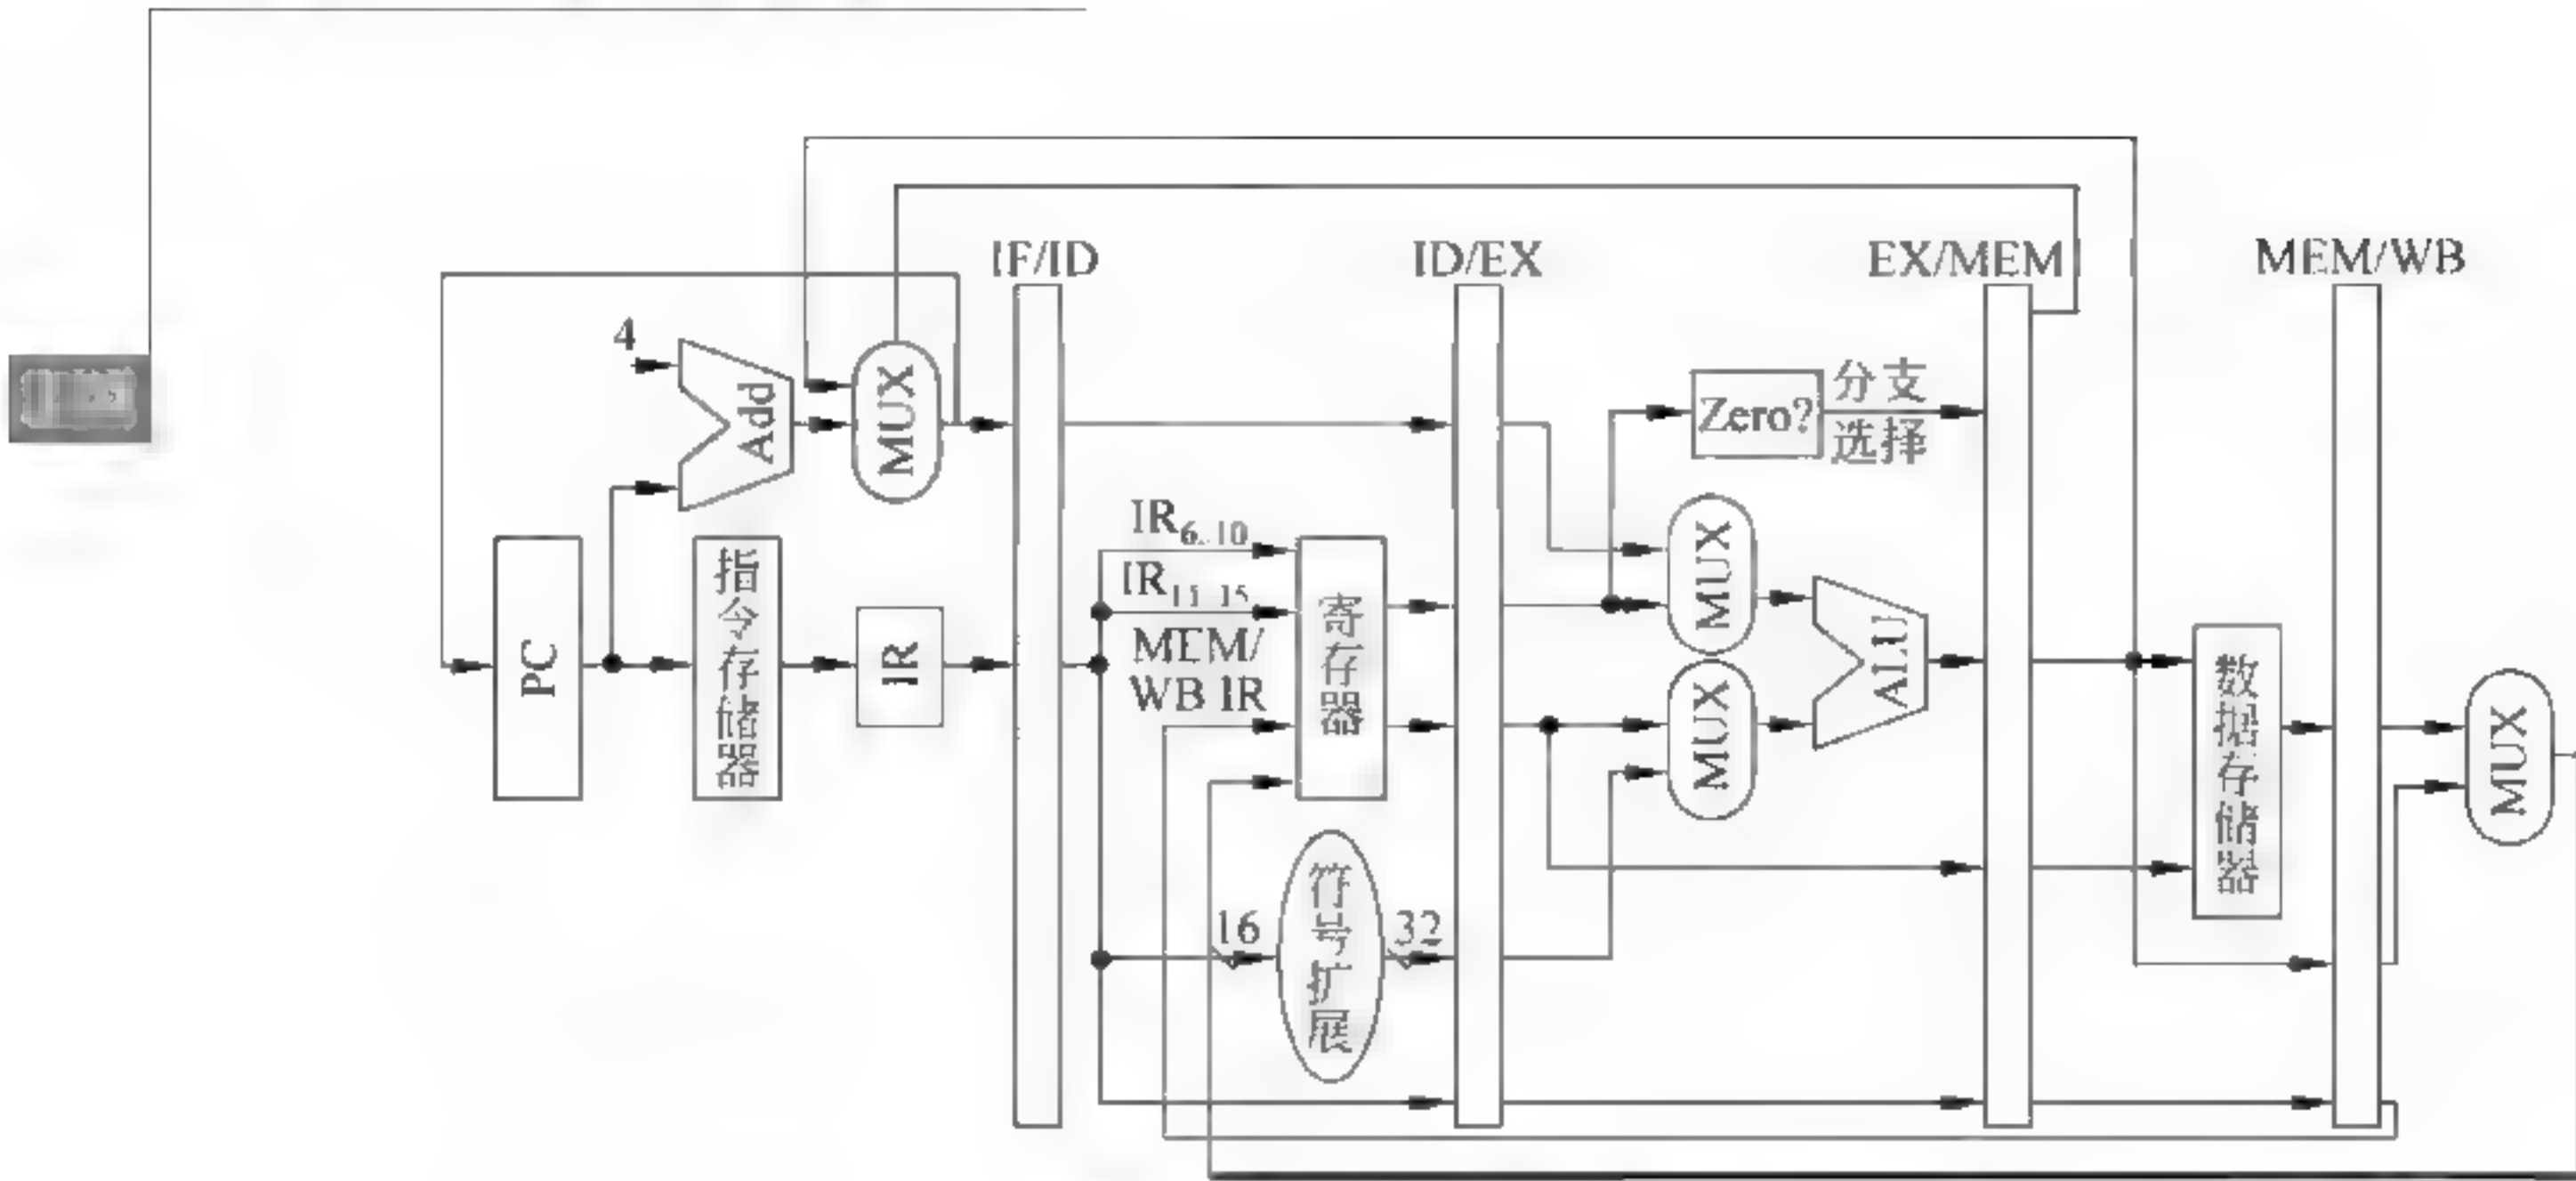 IF/ID
ID/EX
EX/MEM
MEM/WB
4
Add
MUX
Zero?
分支
选择
PC
指令存储器
IR
IR6..10
IR11..15
MEM/
WB IR
寄存器
MUX
MUX
ALU
数据存储器
MUX
16
符号扩展
32